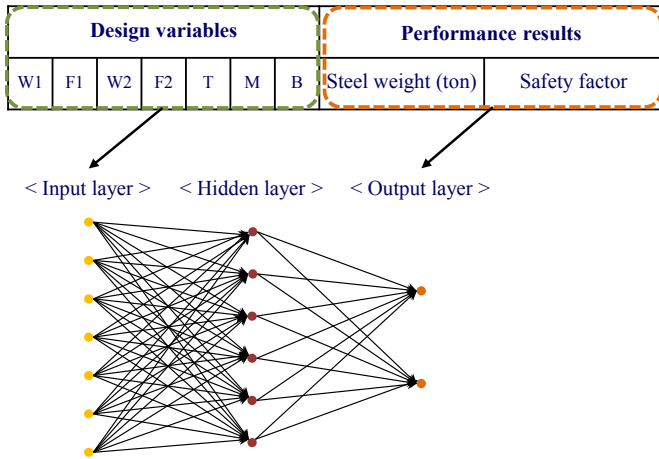 Design variables Performance results
W1 F1 W2 F2 T M B Steel weight (ton) Safety factor
< Input layer > < Hidden layer > < Output layer >